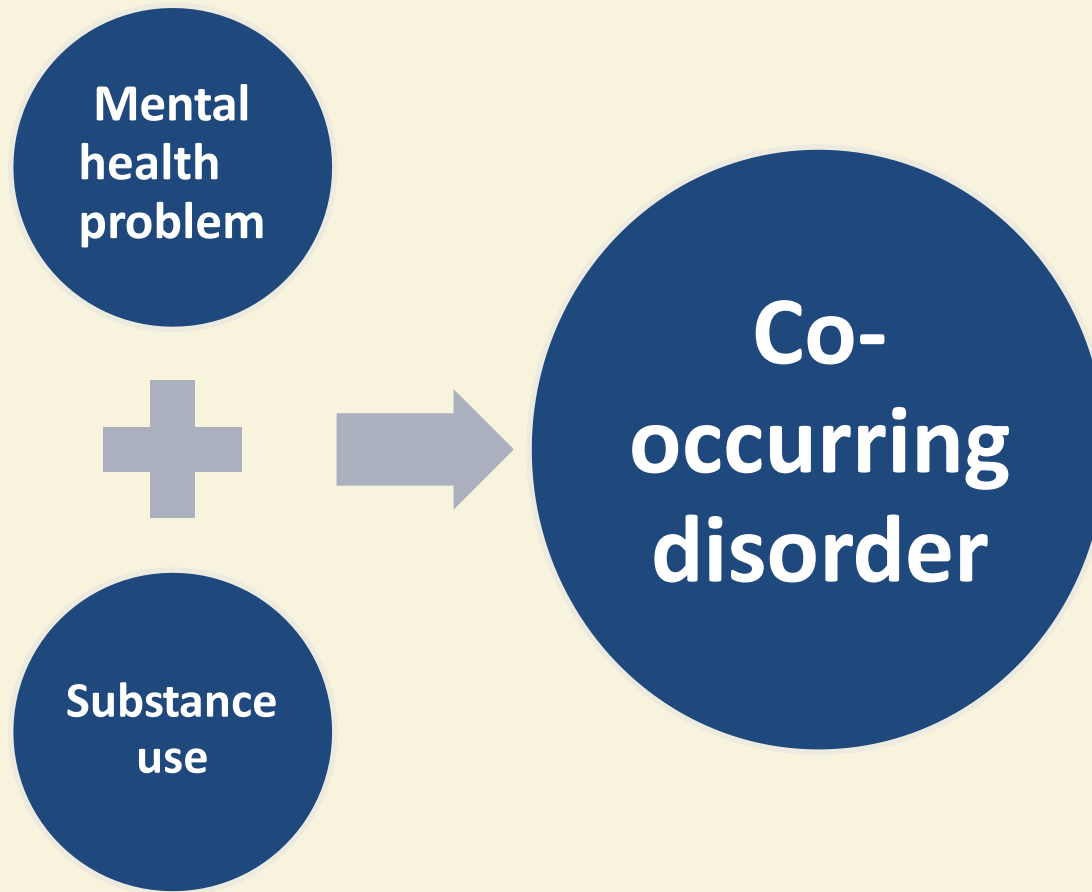 Mental
health
problem
Substance
use
Co-
occurring
disorder